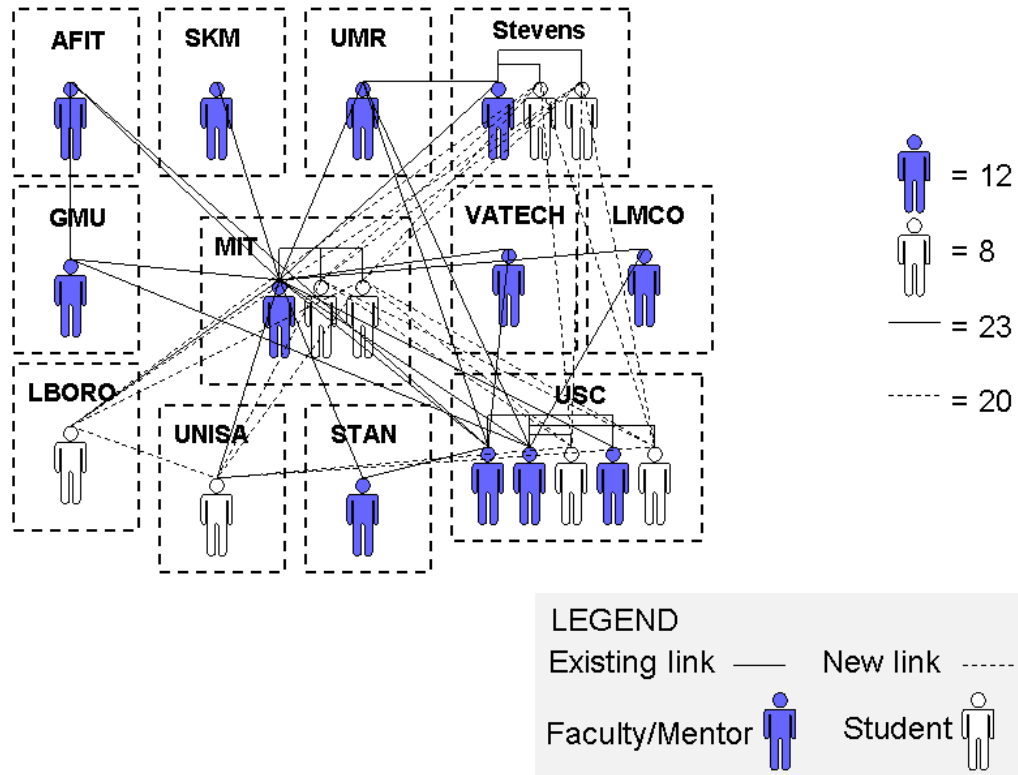 AFIT
SKM
UMR
Stevens
= 12
GMU
MIT
VATECH
LMCO
= 8
= 23
LBORO
UNISA
STAN
USC
= 20
LEGEND
Existing link
New link
Faculty/Mentor
Student